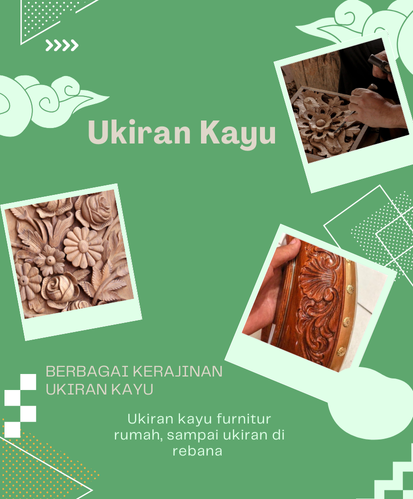 Ukiran Kayu
BERBAGAI KERAJINAN
UKIRAN KAYU
Ukiran kayu furnitur
rumah, sampai ukiran di
rebana